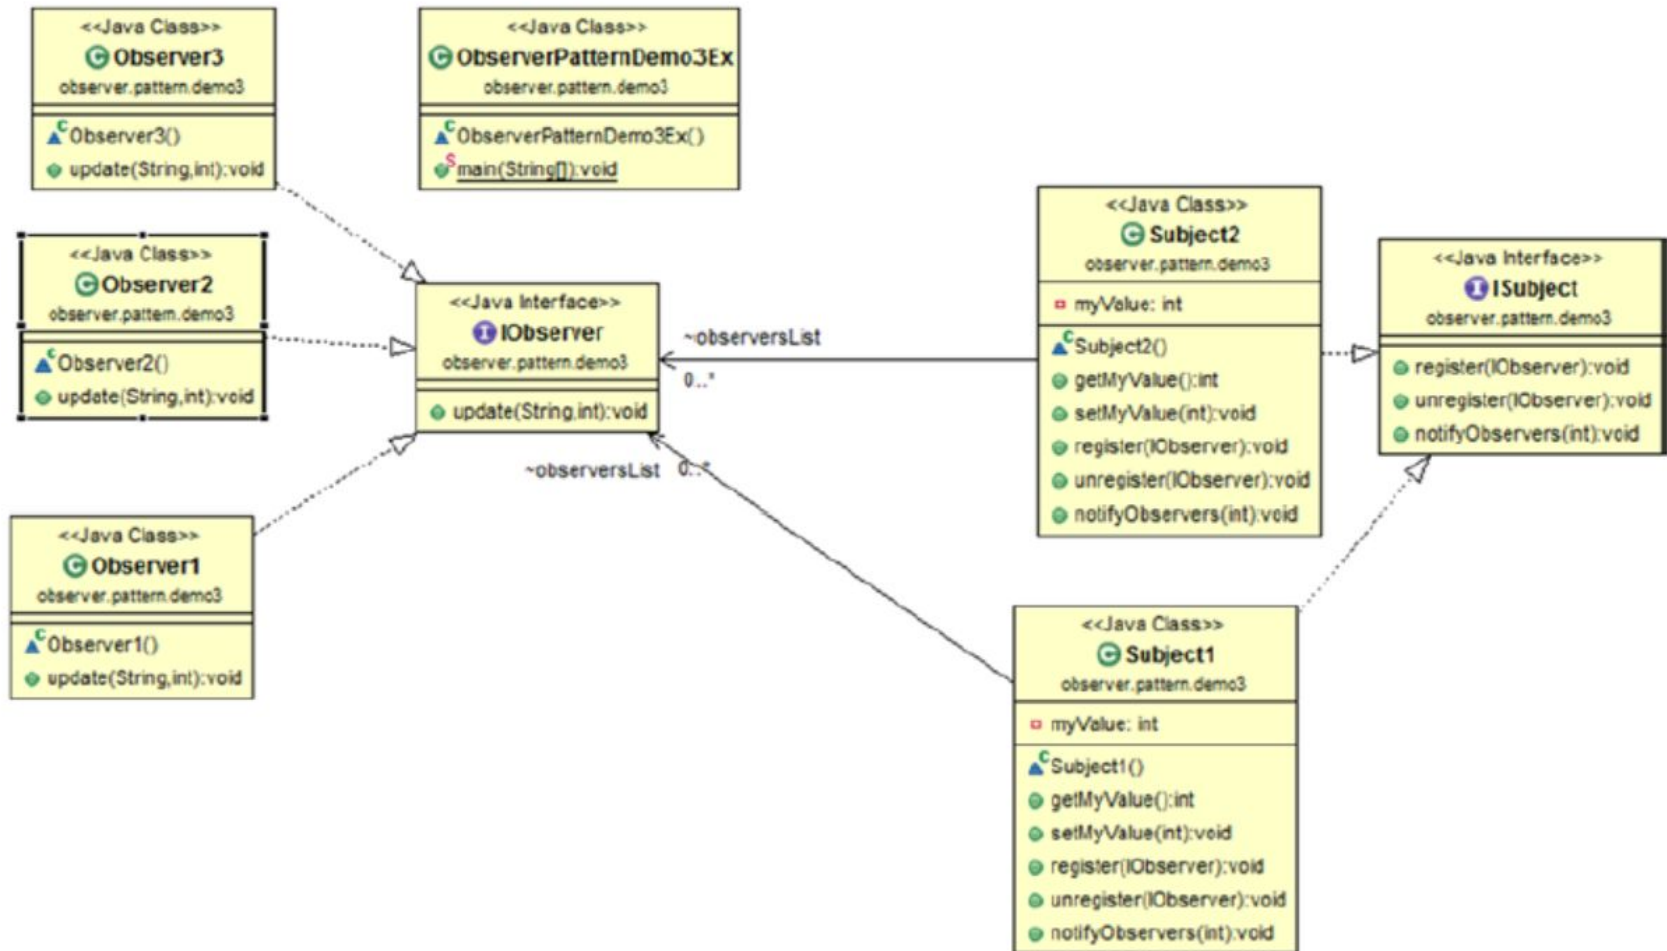 <<Java Class>>
Observer3
observer.pattern.demo3
Observer3()
update(String,int):void
<<Java Class>>
ObserverPatternDemo3Ex
observer.pattern.demo3
ObserverPatternDemo3Ex()
main(String[]):void
<<Java Class>>
Observer2
observer.pattern.demo3
Observer2()
update(String,int):void
<<Java Interface>>
IObserver
observer.pattern.demo3
update(String,int):void
~observersList
0..*
~observersList 0..*
<<Java Class>>
Observer1
observer.pattern.demo3
Observer1()
update(String,int):void
<<Java Class>>
Subject2
observer.pattern.demo3
myValue: int
Subject2()
getMyValue():int
setMyValue(int):void
register(IObserver):void
unregister(IObserver):void
notifyObservers(int):void
<<Java Interface>>
ISubject
observer.pattern.demo3
register(IObserver):void
unregister(IObserver):void
notifyObservers(int):void
<<Java Class>>
Subject1
observer.pattern.demo3
myValue: int
Subject1()
getMyValue():int
setMyValue(int):void
register(IObserver):void
unregister(IObserver):void
notifyObservers(int):void